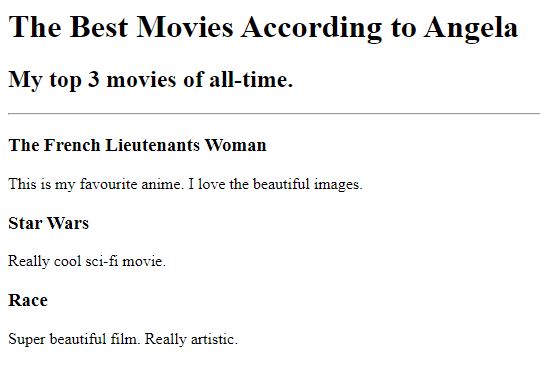 The Best Movies According to Angela
My top 3 movies of all-time.
The French Lieutenants Woman
This is my favourite anime. I love the beautiful images.
Star Wars
Really cool sci-fi movie.
Race
Super beautiful film. Really artistic.